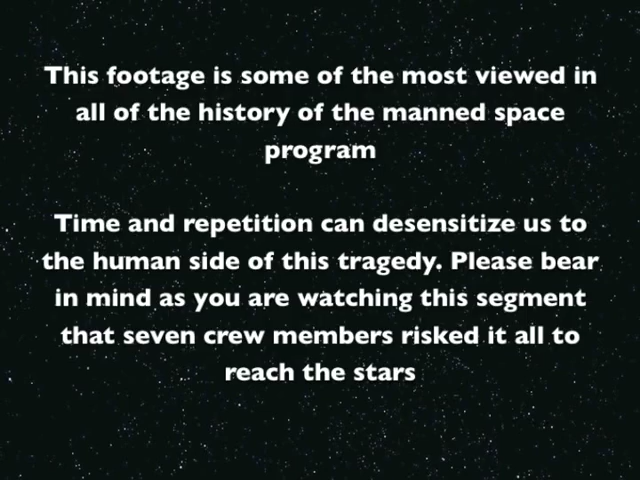 This footage is some of the most viewed in
all of the history of the manned space
program
Time and repetition can desensitize us to
the human side of this tragedy. Please bear
in mind as you are watching this segment
that seven crew members risked it all to
reach the stars